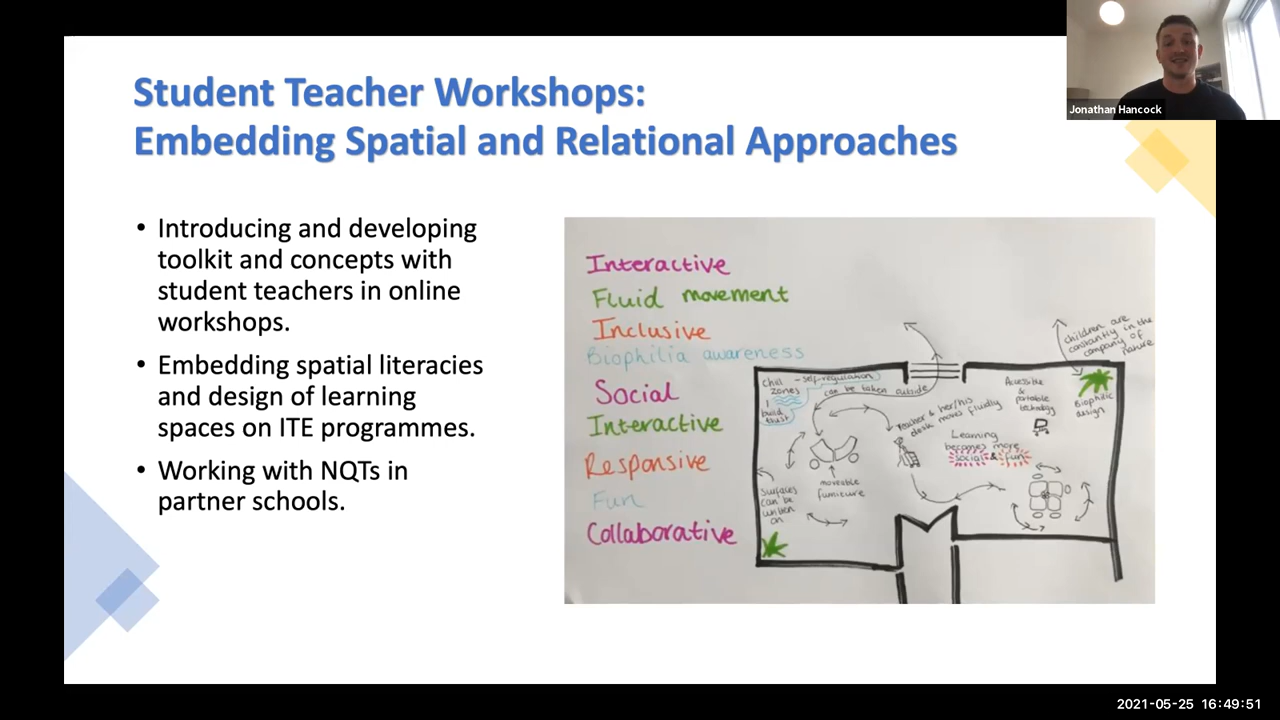 Student Teacher Workshops:
Embedding Spatial and Relational Approaches
Jonathan Hancock
• Introducing and developing
toolkit and concepts with
student teachers in online
workshops.
• Embedding spatial literacies
and design of learning
spaces on ITE programmes.
• Working with NQTs in
partner schools.
Interactive
Fluid movement
Inclusive
Biophilia awareness
Social
Interactive
Responsive
Fun
Collaborative
children are
constantly in the
company of
nature
Chill
zones
- self-regulation
can be taken outside
build
trust
Teacher & her/his
desk moves fluidly
Accessible
&
portable
technology
Biophilic
design
Learning
becomes more
social & fun
moveable
furniture
Surfaces
can be
written
on
2021-05-25 16:49:51